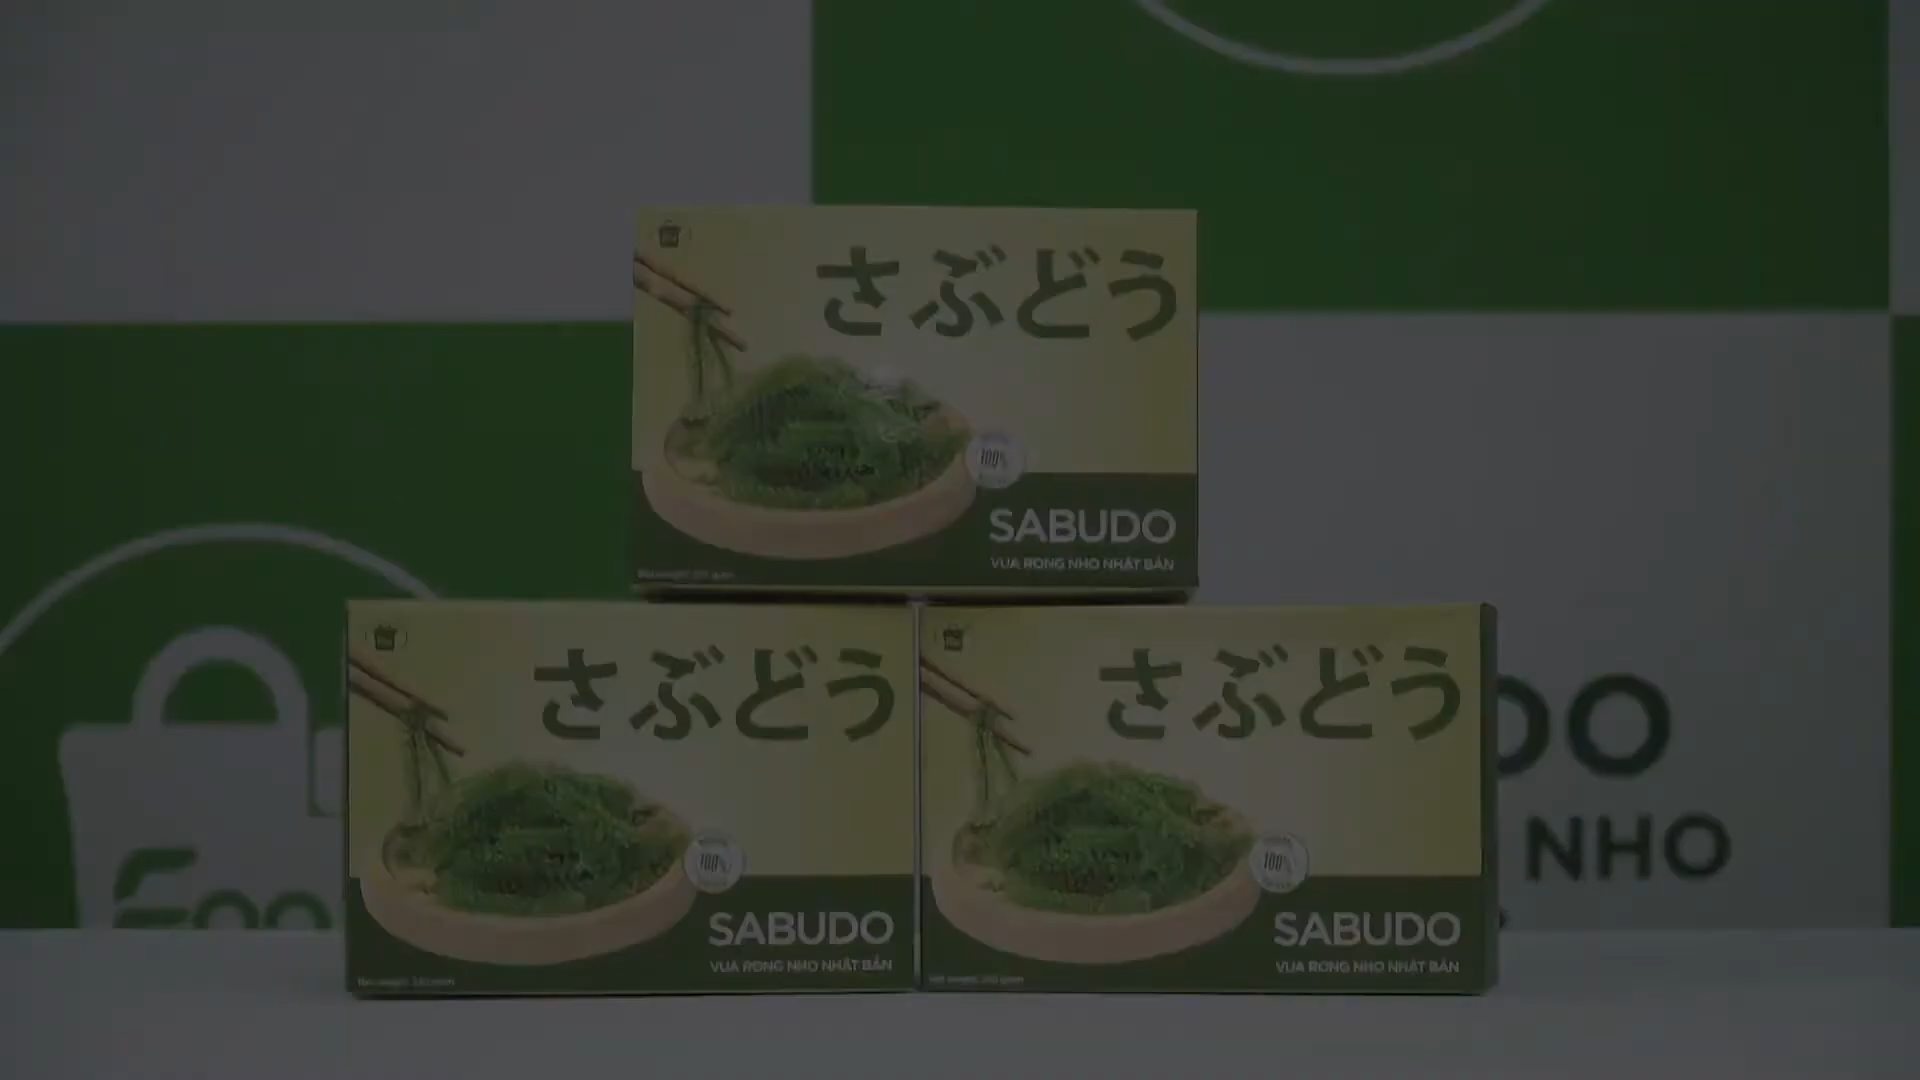 さぶどう
100%
SABUDO
VUA RONG NHO NHẬT BẢN
さぶどう
100%
SABUDO
VUA RONG NHO NHẬT BẢN
さぶどう
100%
SABUDO
VUA RONG NHO NHẬT BẢN
DO
NHO